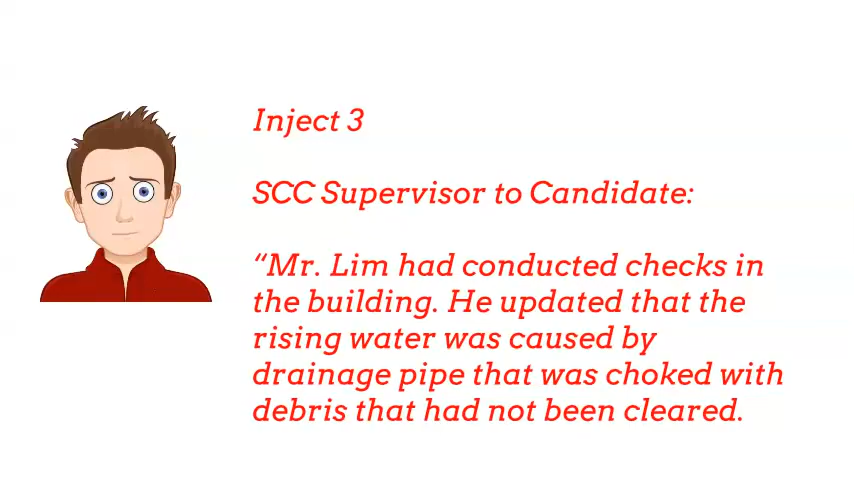 Inject 3
SCC Supervisor to Candidate:
“Mr. Lim had conducted checks in
the building. He updated that the
rising water was caused by
drainage pipe that was choked with
debris that had not been cleared.